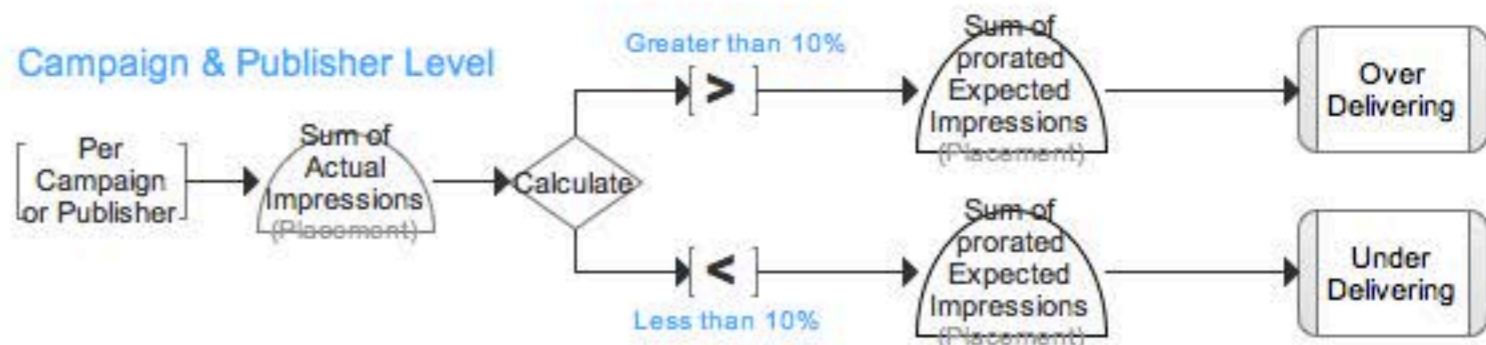 Campaign & Publisher Level
Per
Campaign
or Publisher
Sum of
Actual
Impressions
(Placement)
Calculate
Greater than 10%
>
Sum of
prorated
Expected
Impressions
(Placement)
Over
Delivering
<
Less than 10%
Sum of
prorated
Expected
Impressions
(Placement)
Under
Delivering